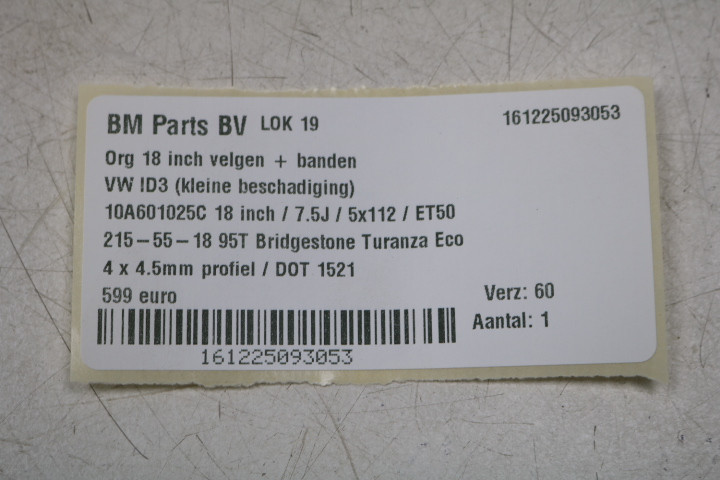 BM Parts BV LOK 19 161225093053
Org 18 inch velgen + banden
VW ID3 (kleine beschadiging)
10A601025C 18 inch / 7.5J / 5x112 / ET50
215-55-18 95T Bridgestone Turanza Eco
4 x 4.5mm profiel / DOT 1521
599 euro Verz: 60
Aantal: 1
161225093053